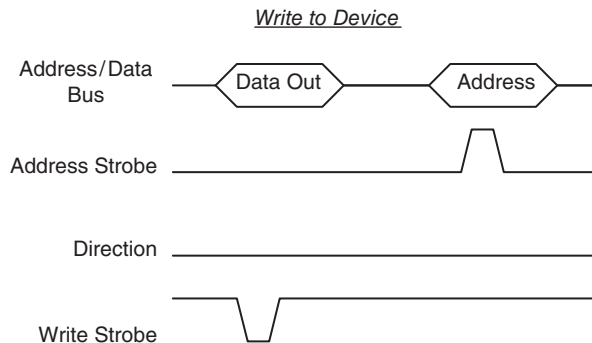 Write to Device
Address/Data
Bus
Data Out
Address
Address Strobe
Direction
Write Strobe